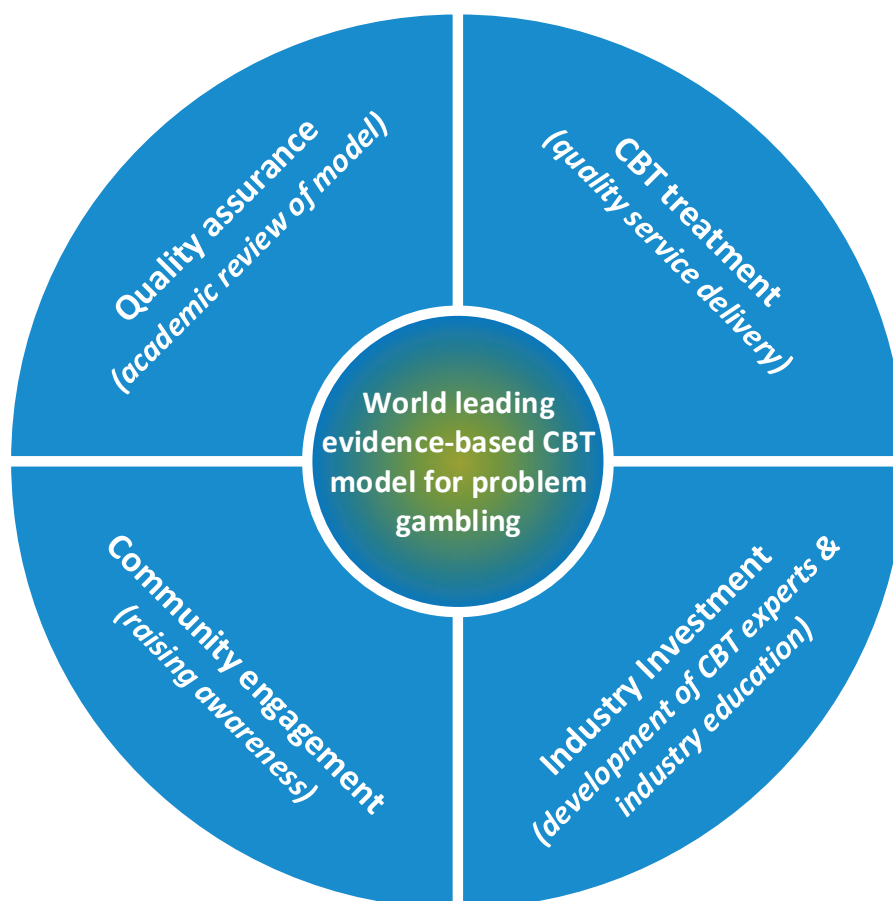 Quality assurance
(academic review of model)
CBT treatment
(quality service delivery)
World leading
evidence-based CBT
model for problem
gambling
Community engagement
(raising awareness)
Industry Investment
(development of CBT experts &
industry education)